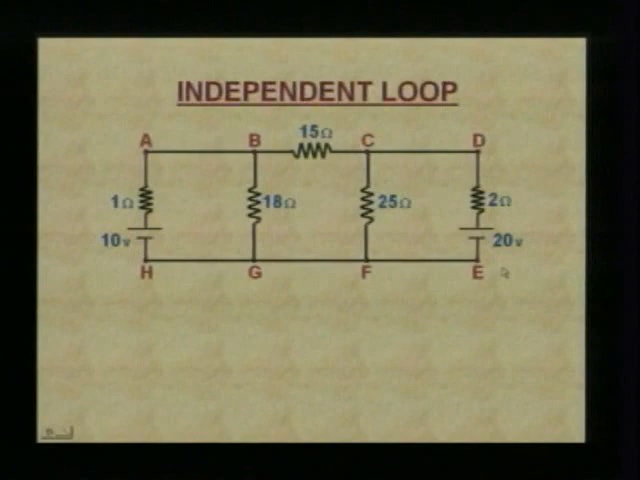 INDEPENDENT LOOP
15Ω
A B C D
1Ω 18Ω 25Ω 2Ω
10v 20v
H G F E